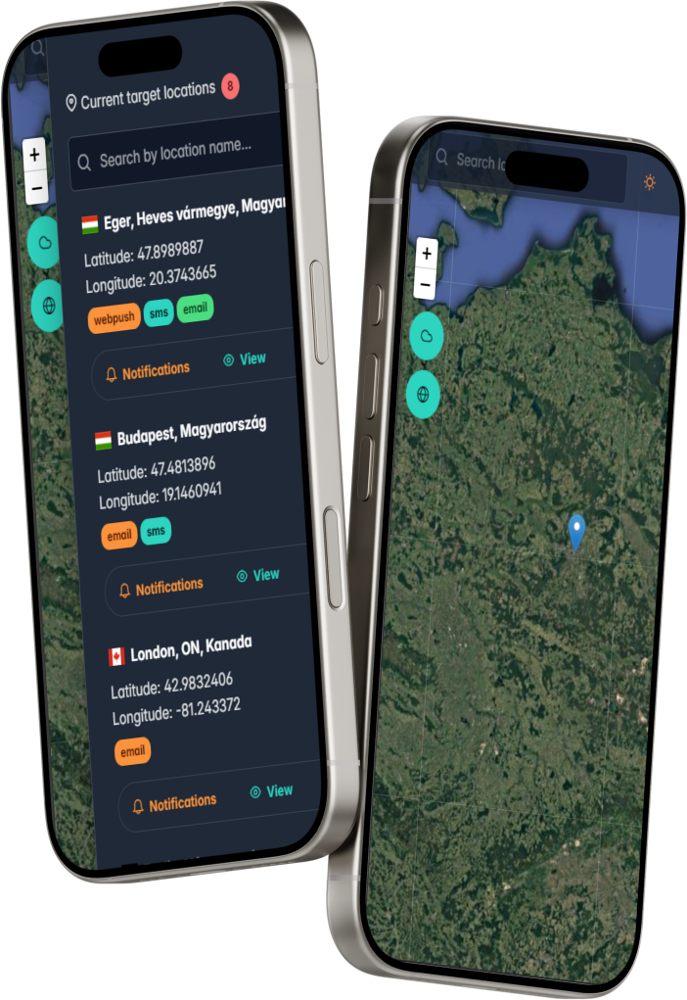 Current target locations 8
Search by location name...
Eger, Heves vármegye, Magyar
Latitude: 47.8989887
Longitude: 20.3743665
webpush sms email
Notifications View
Budapest, Magyarország
Latitude: 47.4813896
Longitude: 19.1460941
email sms
Notifications View
London, ON, Kanada
Latitude: 42.9832406
Longitude: -81.243372
email
Notifications View
+
−
Search lo
+
−